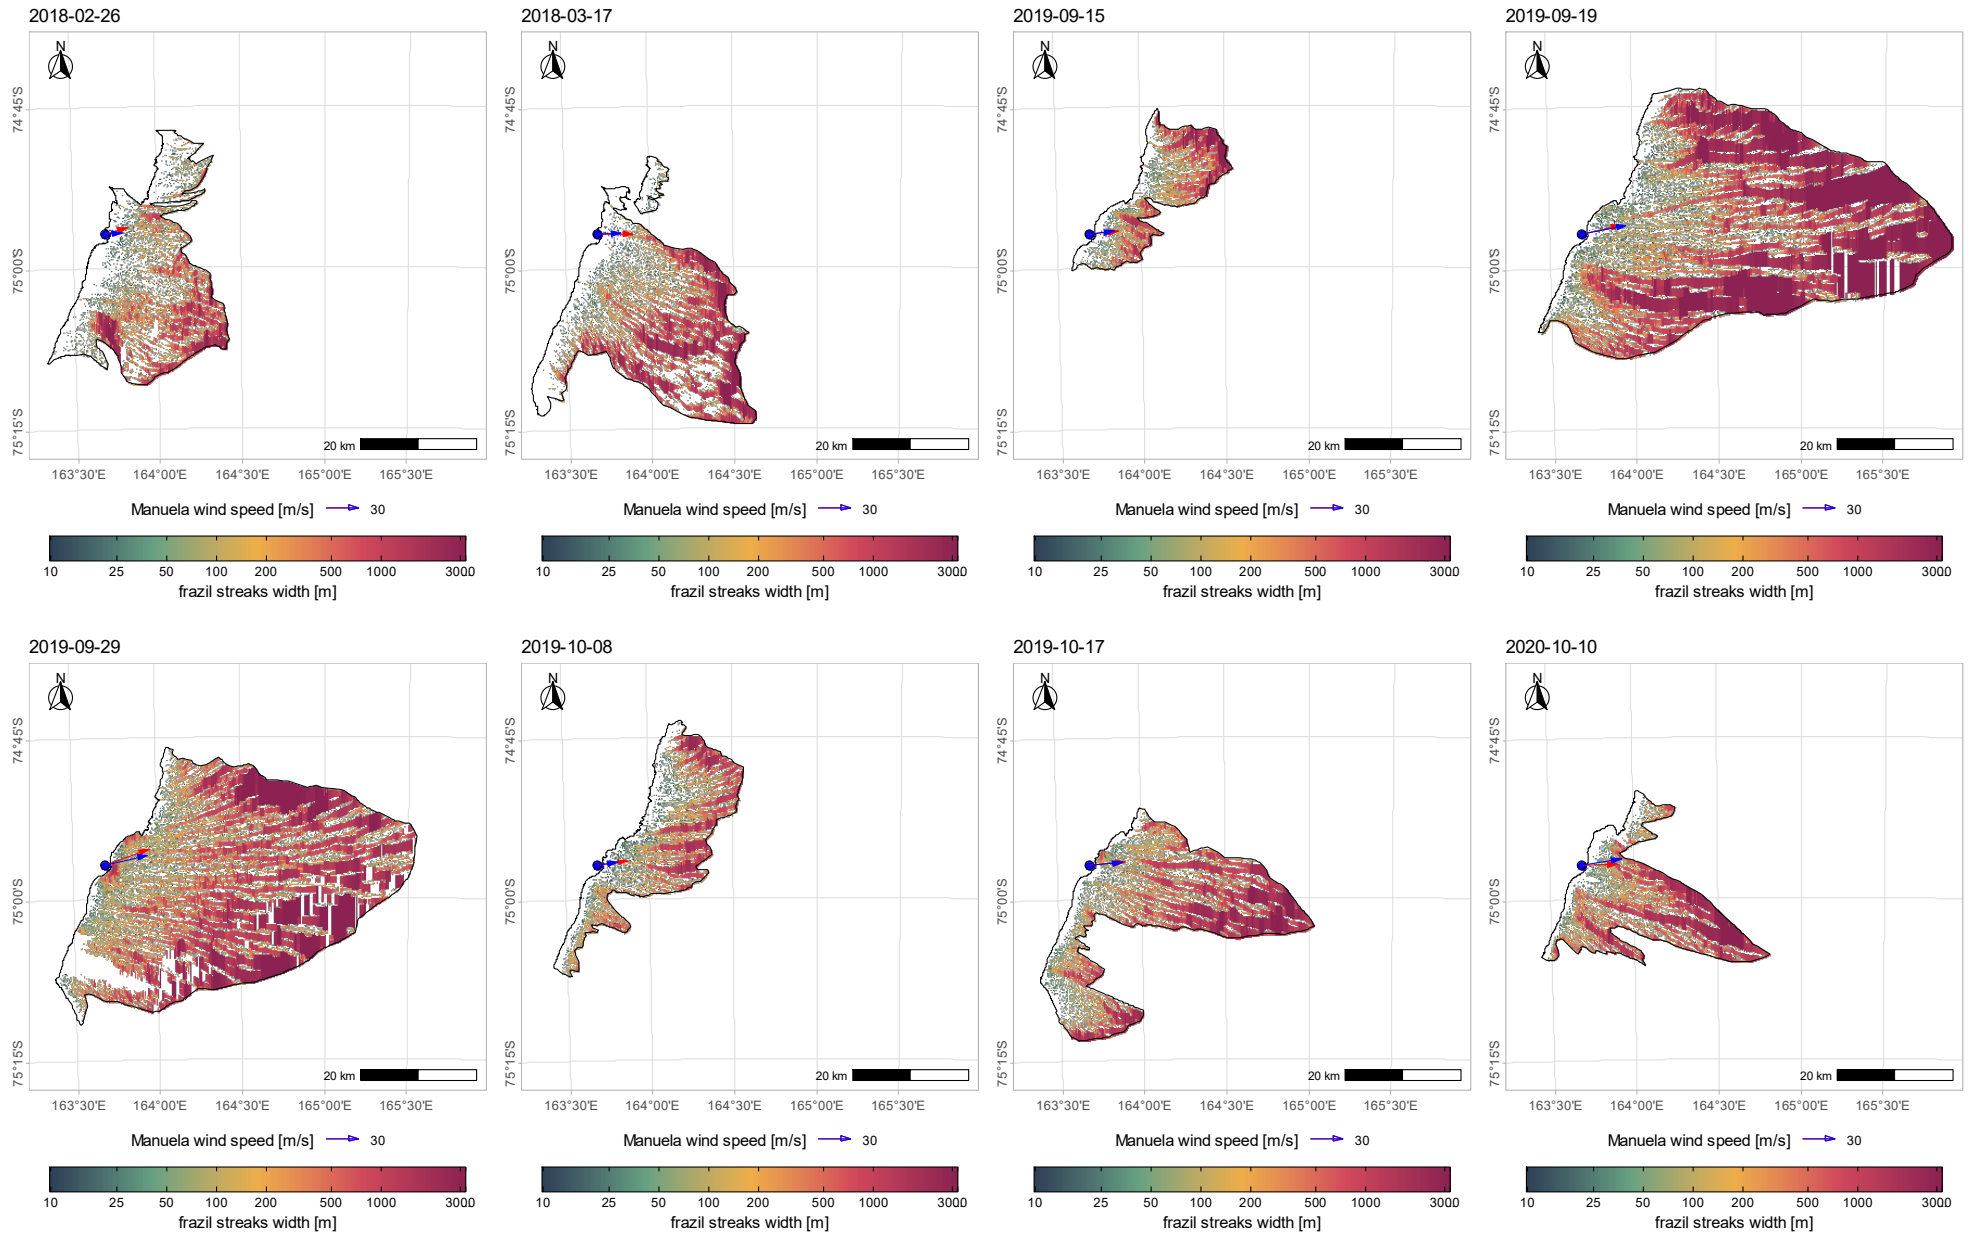 2018-02-26
N
74°45'S
75°00'S
75°15'S
20 km
163°30'E 164°00'E 164°30'E 165°00'E 165°30'E
Manuela wind speed [m/s] 30
10 25 50 100 200 500 1000 3000
frazil streaks width [m]
2018-03-17
N
74°45'S
75°00'S
75°15'S
20 km
163°30'E 164°00'E 164°30'E 165°00'E 165°30'E
Manuela wind speed [m/s] 30
10 25 50 100 200 500 1000 3000
frazil streaks width [m]
2019-09-15
N
74°45'S
75°00'S
75°15'S
20 km
163°30'E 164°00'E 164°30'E 165°00'E 165°30'E
Manuela wind speed [m/s] 30
10 25 50 100 200 500 1000 3000
frazil streaks width [m]
2019-09-19
N
74°45'S
75°00'S
75°15'S
20 km
163°30'E 164°00'E 164°30'E 165°00'E 165°30'E
Manuela wind speed [m/s] 30
10 25 50 100 200 500 1000 3000
frazil streaks width [m]
2019-09-29
N
74°45'S
75°00'S
75°15'S
20 km
163°30'E 164°00'E 164°30'E 165°00'E 165°30'E
Manuela wind speed [m/s] 30
10 25 50 100 200 500 1000 3000
frazil streaks width [m]
2019-10-08
N
74°45'S
75°00'S
75°15'S
20 km
163°30'E 164°00'E 164°30'E 165°00'E 165°30'E
Manuela wind speed [m/s] 30
10 25 50 100 200 500 1000 3000
frazil streaks width [m]
2019-10-17
N
74°45'S
75°00'S
75°15'S
20 km
163°30'E 164°00'E 164°30'E 165°00'E 165°30'E
Manuela wind speed [m/s] 30
10 25 50 100 200 500 1000 3000
frazil streaks width [m]
2020-10-10
N
74°45'S
75°00'S
75°15'S
20 km
163°30'E 164°00'E 164°30'E 165°00'E 165°30'E
Manuela wind speed [m/s] 30
10 25 50 100 200 500 1000 3000
frazil streaks width [m]